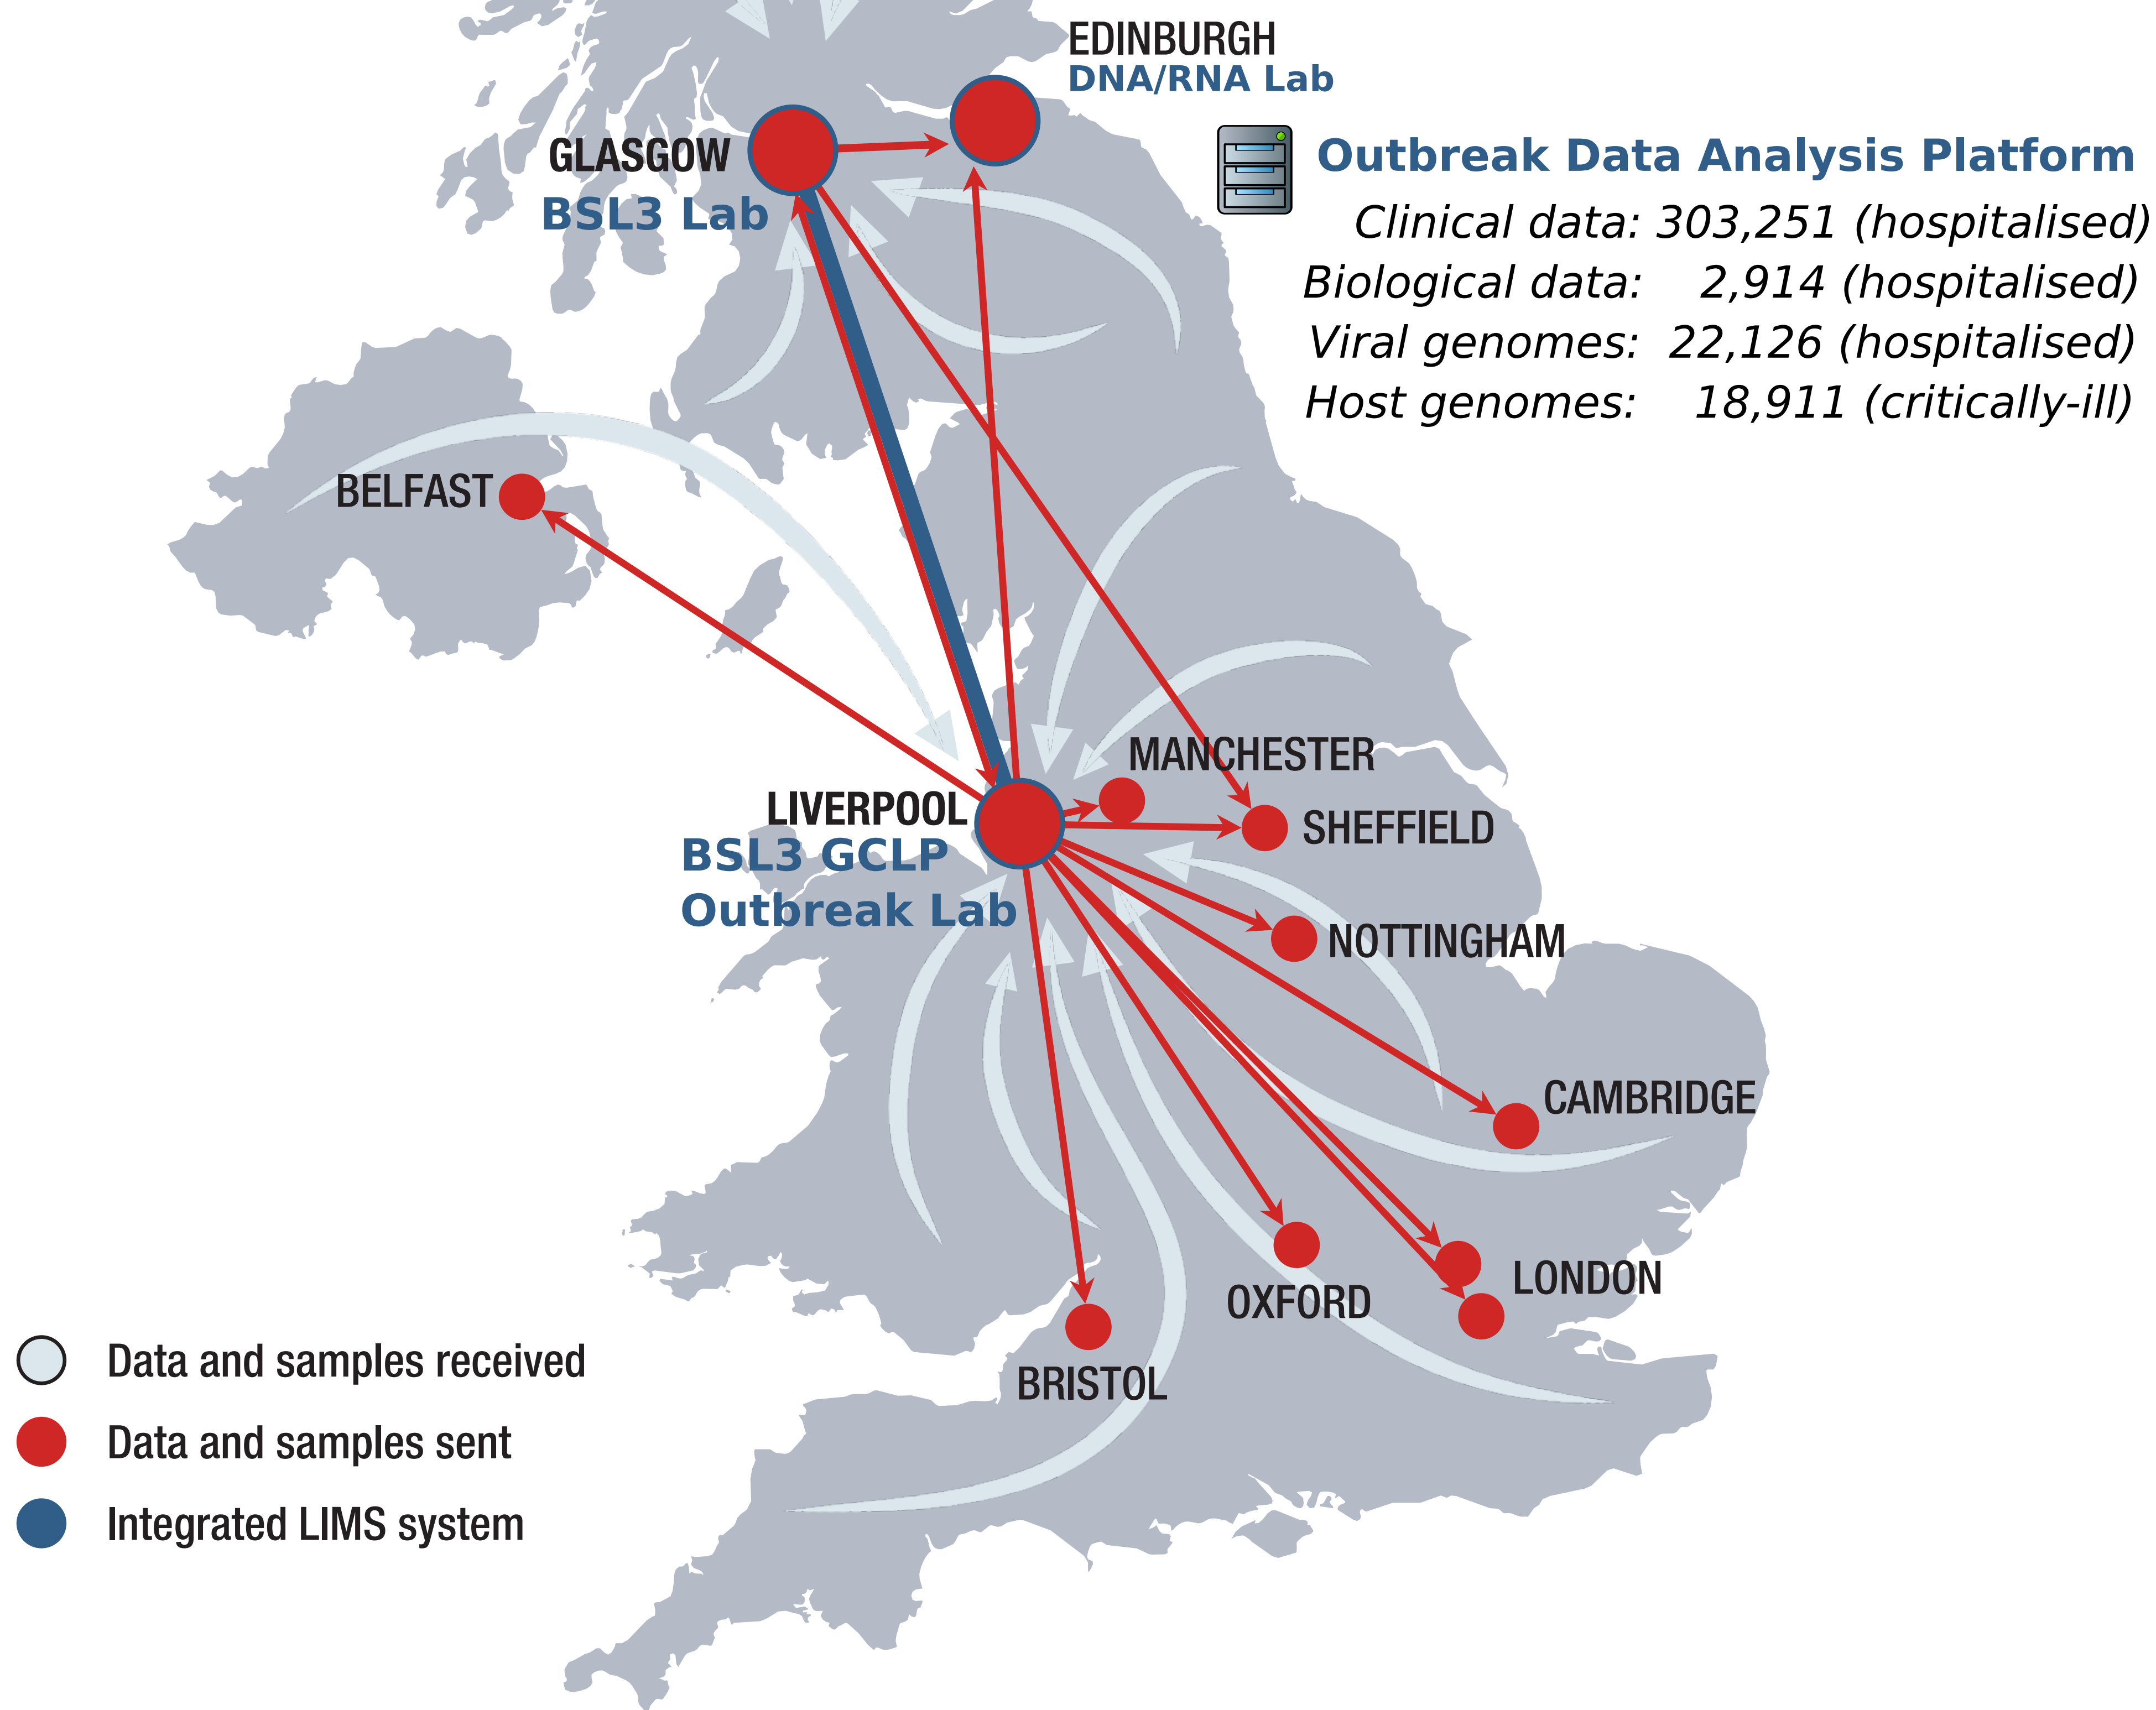 EDINBURGH
DNA/RNA Lab
GLASGOW
BSL3 Lab
Outbreak Data Analysis Platform
Clinical data: 303,251 (hospitalised)
Biological data: 2,914 (hospitalised)
Viral genomes: 22,126 (hospitalised)
Host genomes: 18,911 (critically-ill)
BELFAST
MANCHESTER
LIVERPOOL
BSL3 GCLP
Outbreak Lab
SHEFFIELD
NOTTINGHAM
CAMBRIDGE
LONDON
OXFORD
BRISTOL
Data and samples received
Data and samples sent
Integrated LIMS system